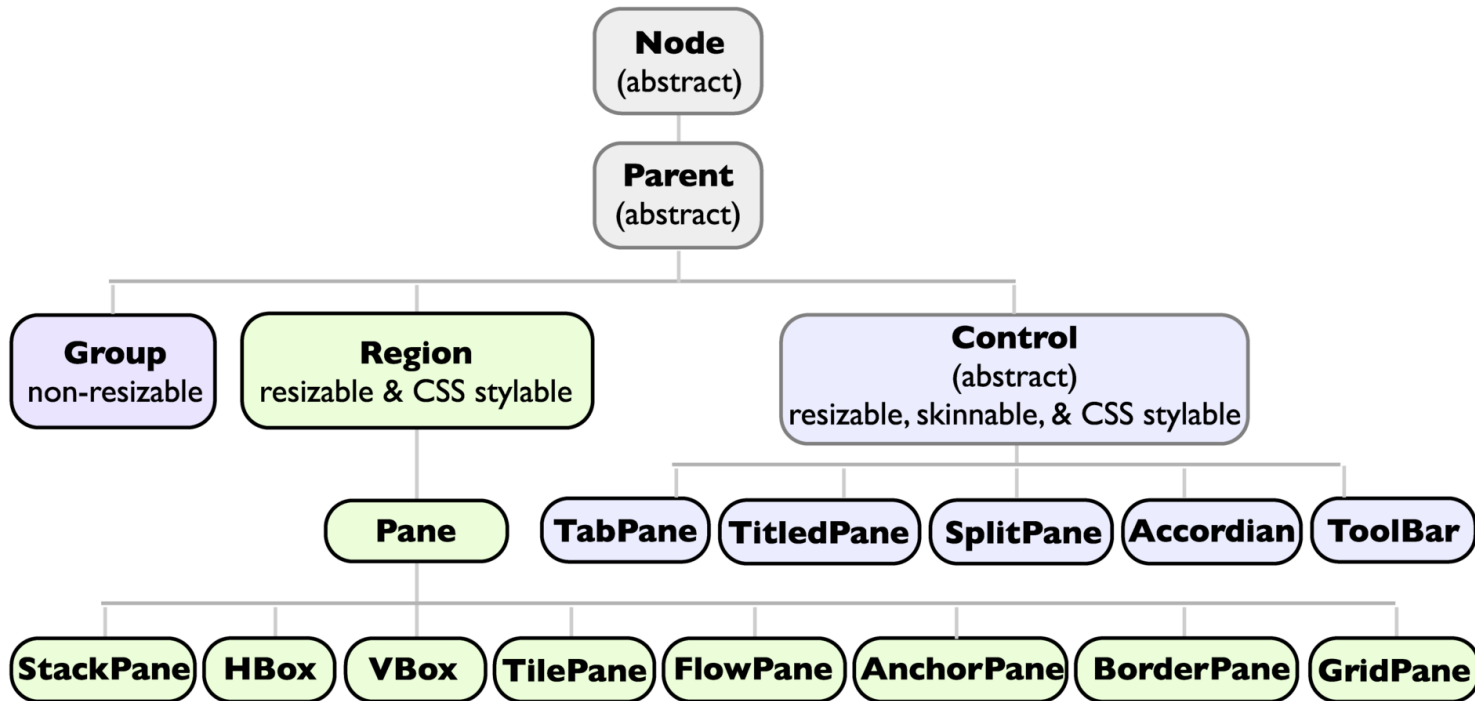 Node
(abstract)
Parent
(abstract)
Group
non-resizable
Region
resizable & CSS stylable
Control
(abstract)
resizable, skinnable, & CSS stylable
Pane
TabPane
TitledPane
SplitPane
Accordian
ToolBar
StackPane
HBox
VBox
TilePane
FlowPane
AnchorPane
BorderPane
GridPane